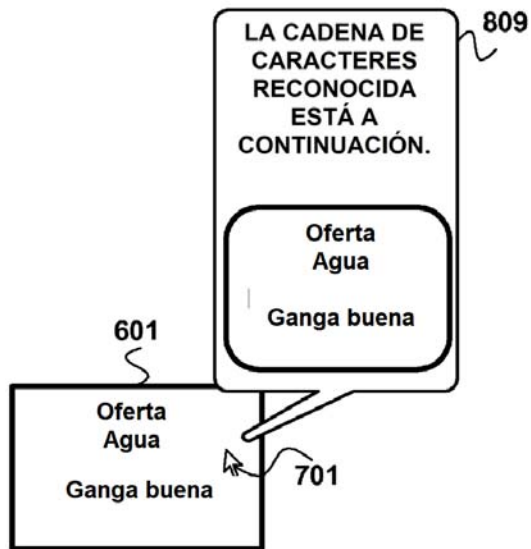 LA CADENA DE
CARACTERES
RECONOCIDA
ESTÁ A
CONTINUACIÓN.
809
Oferta
Agua
Ganga buena
601
Oferta
Agua
Ganga buena
701